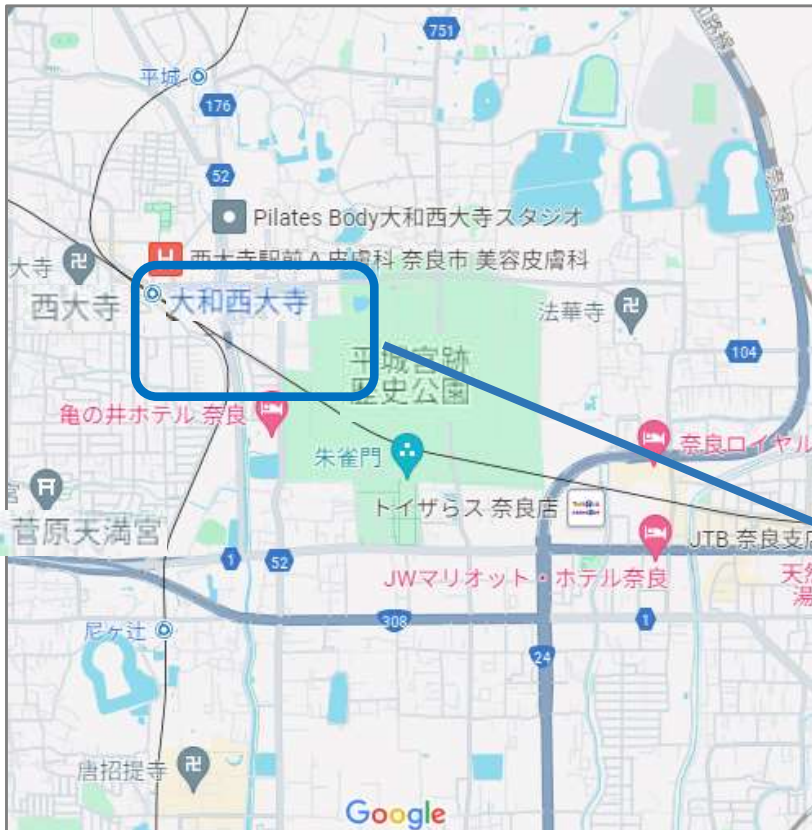 751
平城
176
52
Pilates Body大和西大寺スタジオ
H
西大寺駅前A皮膚科 奈良市 美容皮膚科
大寺
西大寺
大和西大寺
法華寺
奈良線
平城宮跡
歴史公園
104
亀の井ホテル 奈良
朱雀門
奈良ロイヤル
トイザらス 奈良店
菅原天満宮
JTB 奈良支店
1
52
JWマリオット・ホテル奈良
天然
湯
308
1
尼ヶ辻
24
唐招提寺
Google